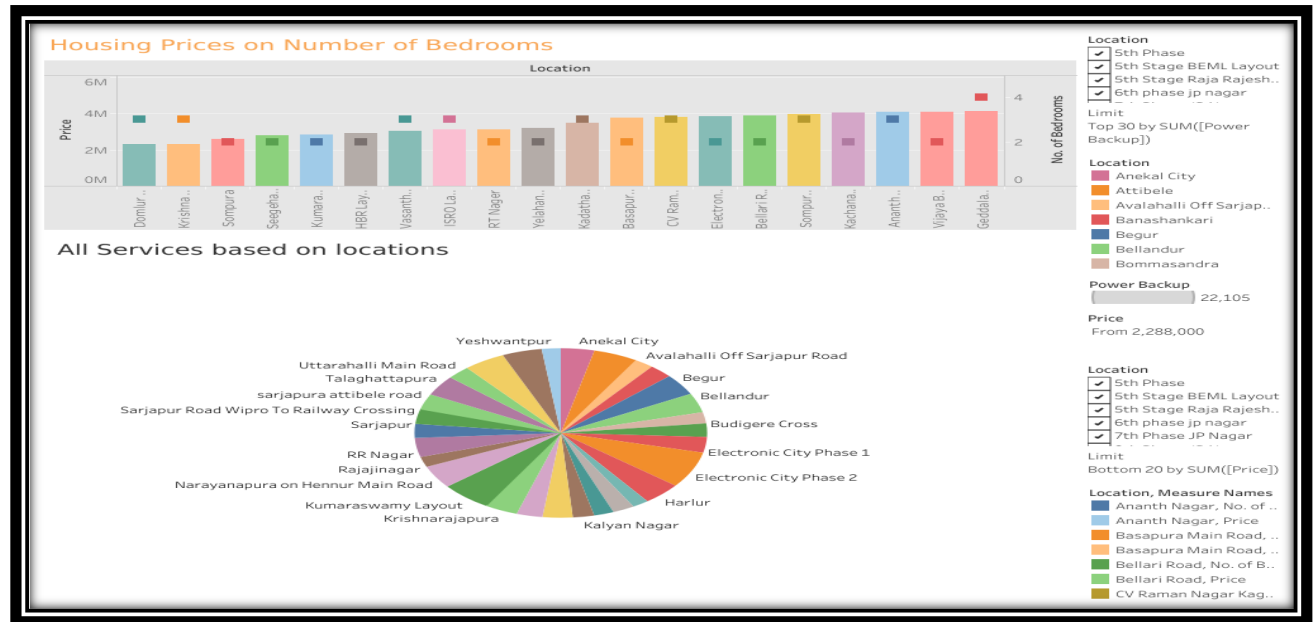 Housing Prices on Number of Bedrooms
Location
6M
4M
2M
0M
Price
4
2
0
No. of Bedrooms
Domlur ..
Krishna..
Sompura
Seegeha..
Kumara..
HBR Lay..
Vasanth..
ISRO La..
RT Nager
Yelahan..
Kadatha..
Basapur..
CV Ram..
Electron..
Bellari R..
Sompur..
Kachana..
Ananth ..
Vijaya B..
Geddala..
All Services based on locations
Yeshwantpur
Anekal City
Uttarahalli Main Road
Avalahalli Off Sarjapur Road
Talaghattapura
Begur
sarjapura attibele road
Bellandur
Sarjapur Road Wipro To Railway Crossing
Sarjapur
Budigere Cross
RR Nagar
Electronic City Phase 1
Rajajinagar
Electronic City Phase 2
Narayanapura on Hennur Main Road
Harlur
Kumaraswamy Layout
Krishnarajapura
Kalyan Nagar
Location
5th Phase
5th Stage BEML Layout
5th Stage Raja Rajesh..
6th phase jp nagar
Limit
Top 30 by SUM([Power
Backup])
Location
Anekal City
Attibele
Avalahalli Off Sarjap..
Banashankari
Begur
Bellandur
Bommasandra
Power Backup
22,105
Price
From 2,288,000
Location
5th Phase
5th Stage BEML Layout
5th Stage Raja Rajesh..
6th phase jp nagar
7th Phase JP Nagar
Limit
Bottom 20 by SUM([Price])
Location, Measure Names
Ananth Nagar, No. of ..
Ananth Nagar, Price
Basapura Main Road, ..
Basapura Main Road, ..
Bellari Road, No. of B..
Bellari Road, Price
CV Raman Nagar Kag..